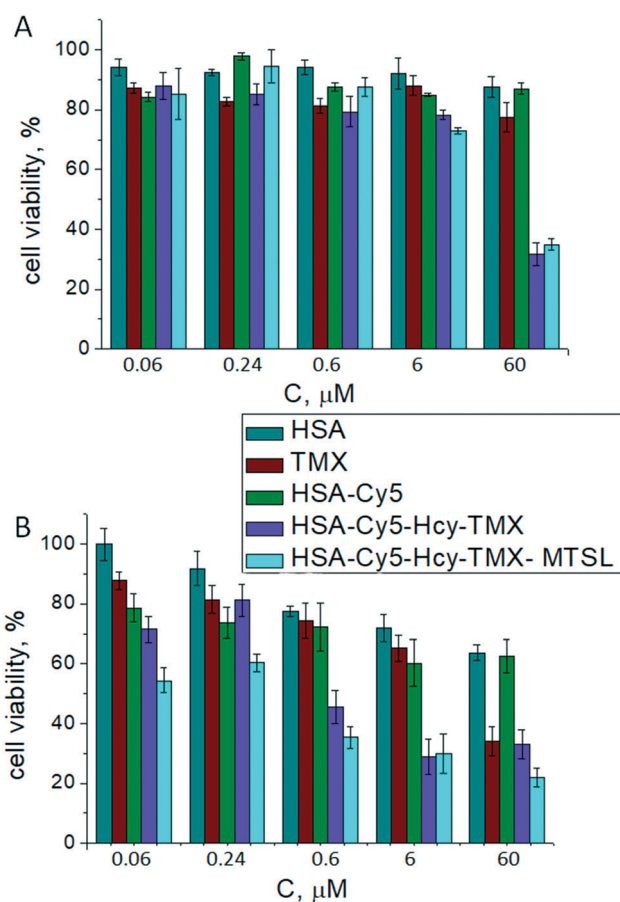 A
100
80
60
40
20
0
cell viability, %
0.06 0.24 0.6 6 60
C, μM
HSA
TMX
HSA-Cy5
HSA-Cy5-Hcy-TMX
HSA-Cy5-Hcy-TMX- MTSL
B
100
80
60
40
20
0
cell viability, %
0.06 0.24 0.6 6 60
C, μM